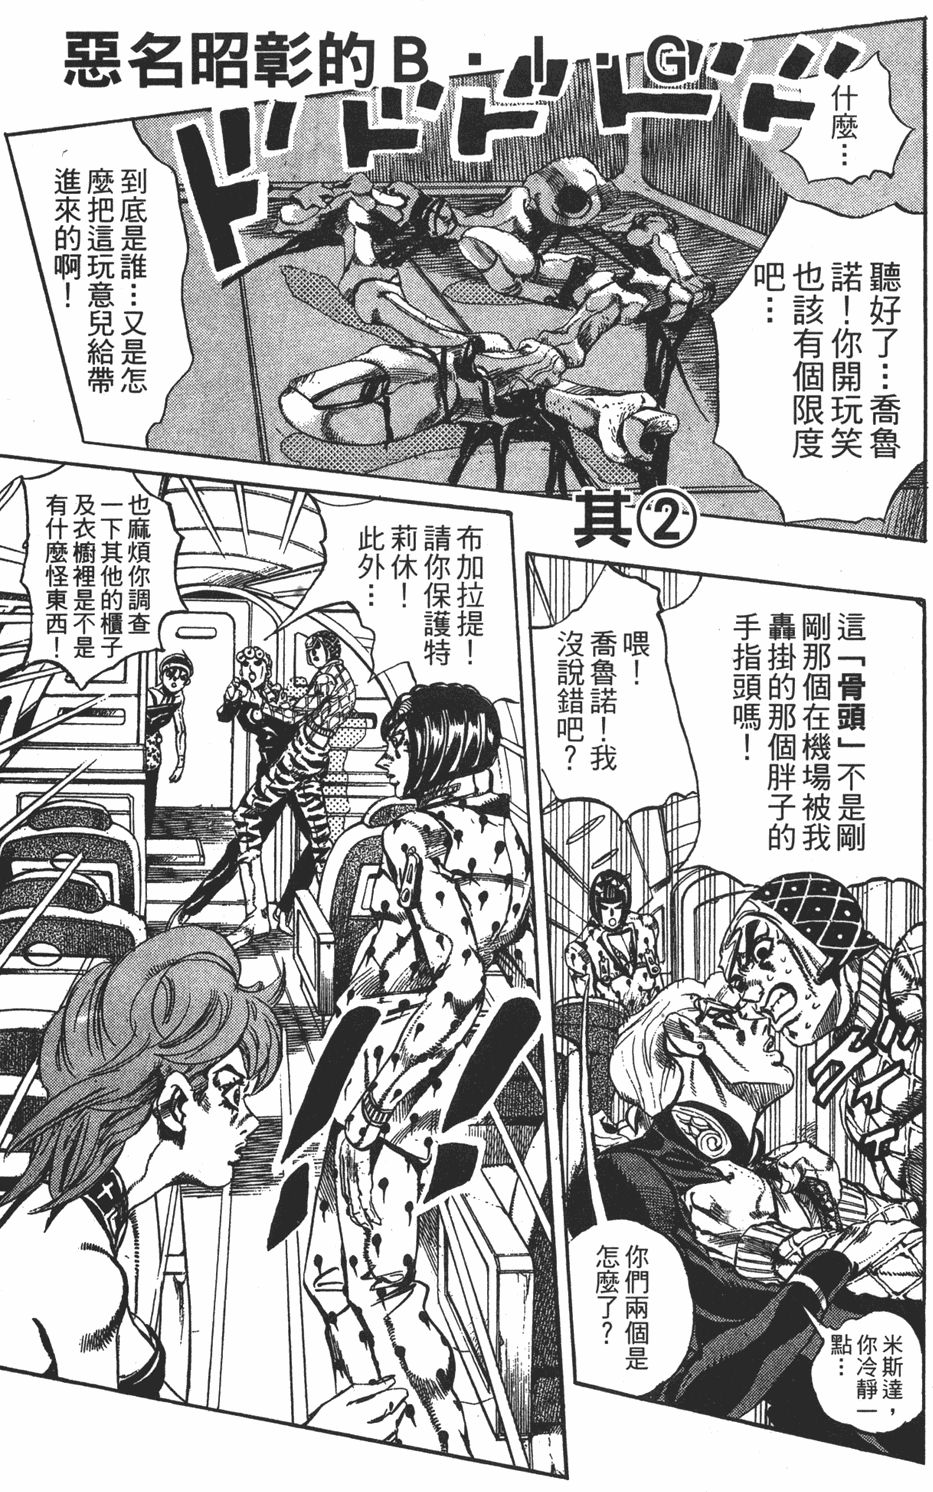 惡名昭彰的B・I・G
ドドドドドド
什麼…
聽好了…喬魯
諾！你開玩笑
也該有個限度
吧…
到底是誰…又是怎
麼把這玩意兒給帶
進來的啊！
其②
這「骨頭」不是剛
剛那個在機場被我
轟掛的那個胖子的
手指頭嗎！
喂！
喬魯諾！我
沒說錯吧？
米斯達，
你冷靜一
點…
你們兩個是
怎麼了？
布加拉提！
請你保護特
莉休！
此外…
也麻煩你調查
一下其他的櫃子
及衣櫥裡是不是
有什麼怪東西！